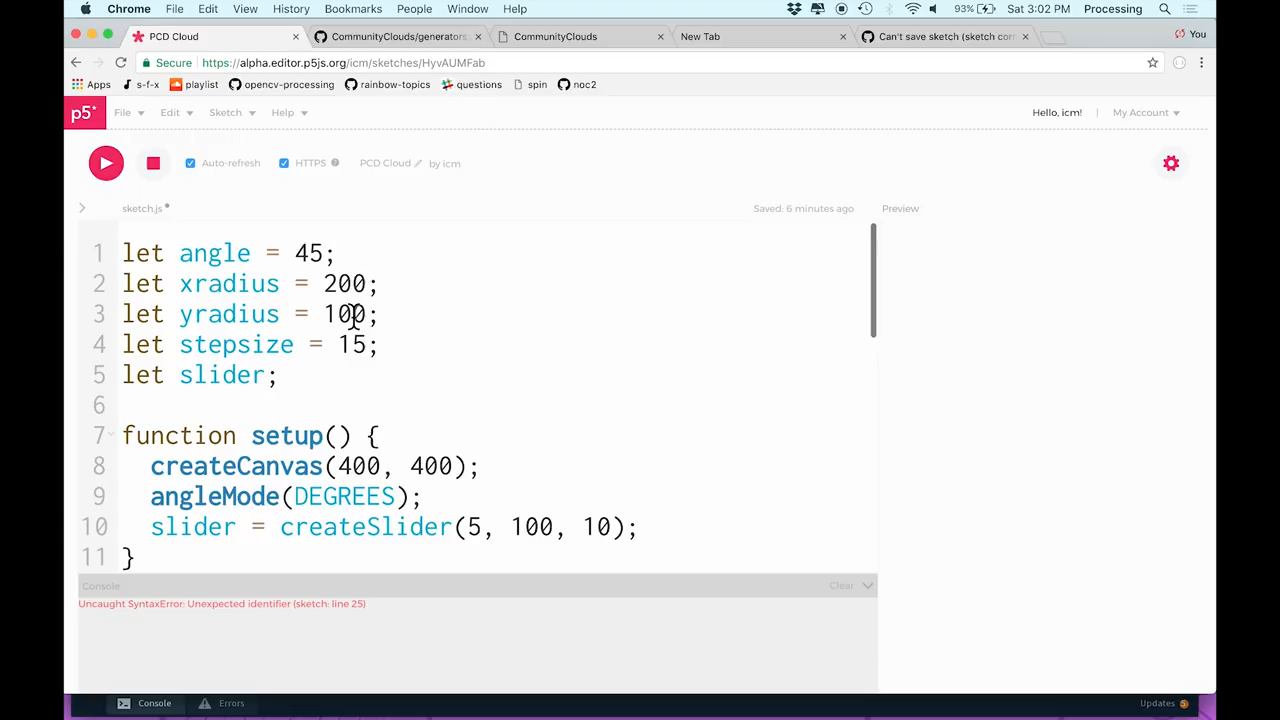 Chrome File Edit View History Bookmarks People Window Help 93% Sat 3:02 PM Processing
PCD Cloud × CommunityClouds/generators × CommunityClouds × New Tab × Can't save sketch (sketch corr × You
Secure https://alpha.editor.p5js.org/icm/sketches/HyvAUMFab
Apps s-f-x playlist opencv-processing rainbow-topics questions spin noc2
p5* File Edit Sketch Help Hello, icm! | My Account
Auto-refresh HTTPS ? PCD Cloud by icm
sketch.js Saved: 6 minutes ago Preview
1 let angle = 45;
2 let xradius = 200;
3 let yradius = 100;
4 let stepsize = 15;
5 let slider;
6
7 function setup() {
8 createCanvas(400, 400);
9 angleMode(DEGREES);
10 slider = createSlider(5, 100, 10);
11 }
Console Clear
Uncaught SyntaxError: Unexpected identifier (sketch: line 25)
Console Errors Updates